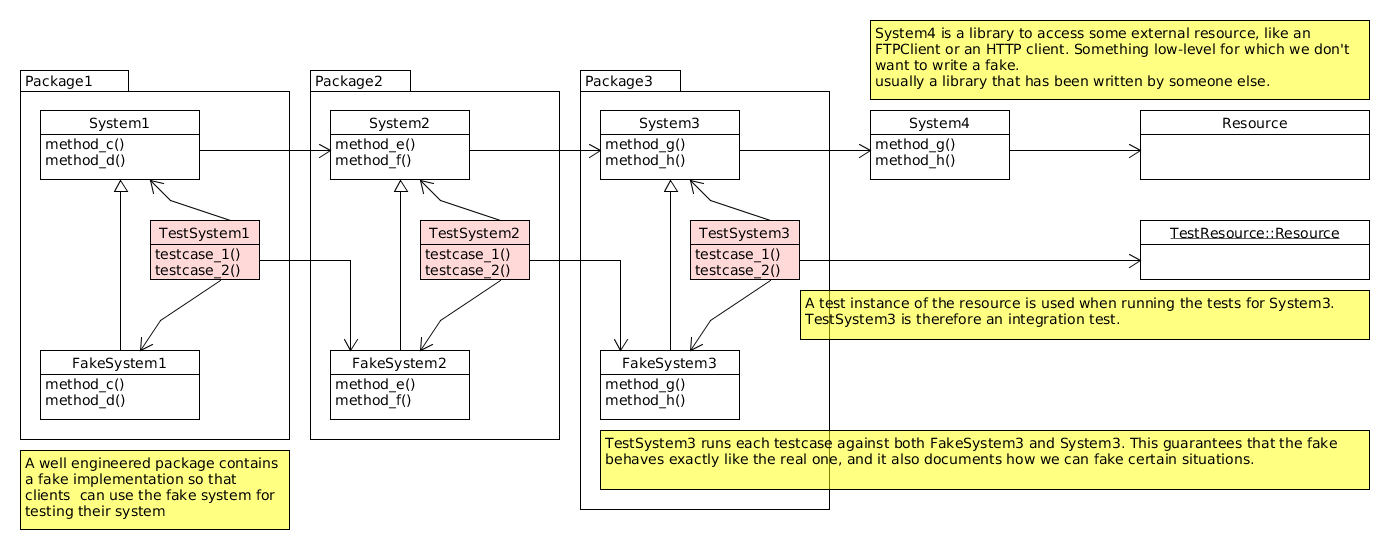 System4 is a library to access some external resource, like an
FTPClient or an HTTP client. Something low-level for which we don't
want to write a fake.
usually a library that has been written by someone else.
Package1
Package2
Package3
System1
method_c()
method_d()
System2
method_e()
method_f()
System3
method_g()
method_h()
System4
method_g()
method_h()
Resource
TestSystem1
testcase_1()
testcase_2()
TestSystem2
testcase_1()
testcase_2()
TestSystem3
testcase_1()
testcase_2()
TestResource::Resource
A test instance of the resource is used when running the tests for System3.
TestSystem3 is therefore an integration test.
FakeSystem1
method_c()
method_d()
FakeSystem2
method_e()
method_f()
FakeSystem3
method_g()
method_h()
TestSystem3 runs each testcase against both FakeSystem3 and System3. This guarantees that the fake
behaves exactly like the real one, and it also documents how we can fake certain situations.
A well engineered package contains
a fake implementation so that
clients  can use the fake system for
testing their system